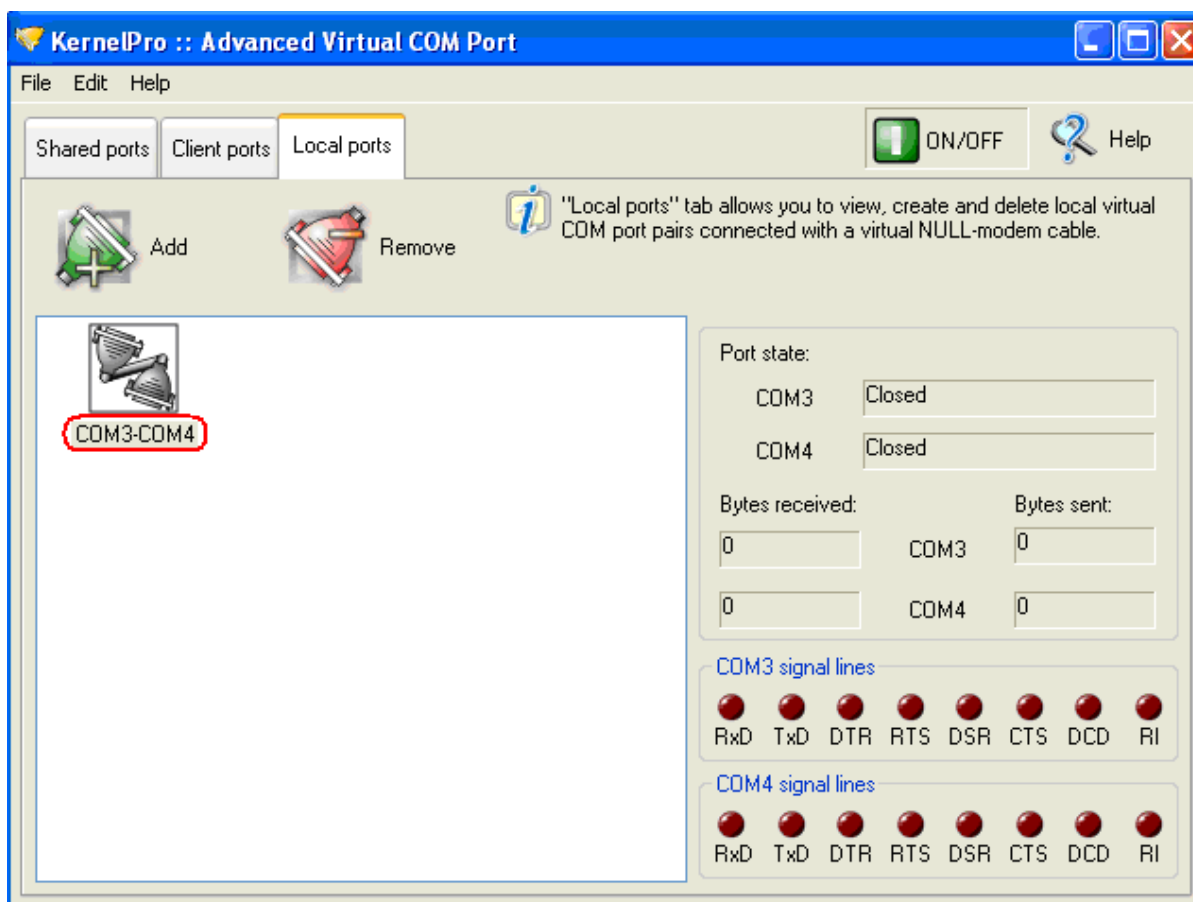 KernelPro :: Advanced Virtual COM Port
File Edit Help
Shared ports Client ports Local ports ON/OFF Help
Add Remove
"Local ports" tab allows you to view, create and delete local virtual
COM port pairs connected with a virtual NULL-modem cable.
COM3-COM4
Port state:
COM3 Closed
COM4 Closed
Bytes received: Bytes sent:
0 COM3 0
0 COM4 0
COM3 signal lines
RxD TxD DTR RTS DSR CTS DCD RI
COM4 signal lines
RxD TxD DTR RTS DSR CTS DCD RI